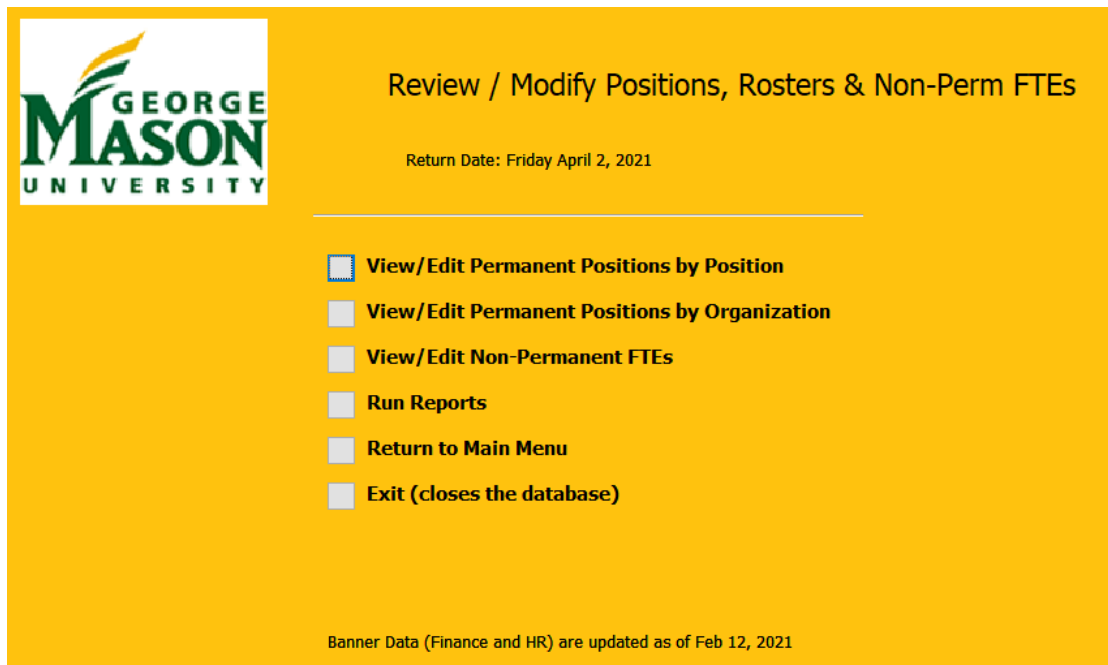 GEORGE
MASON
UNIVERSITY
Review / Modify Positions, Rosters & Non-Perm FTEs
Return Date: Friday April 2, 2021
View/Edit Permanent Positions by Position
View/Edit Permanent Positions by Organization
View/Edit Non-Permanent FTEs
Run Reports
Return to Main Menu
Exit (closes the database)
Banner Data (Finance and HR) are updated as of Feb 12, 2021